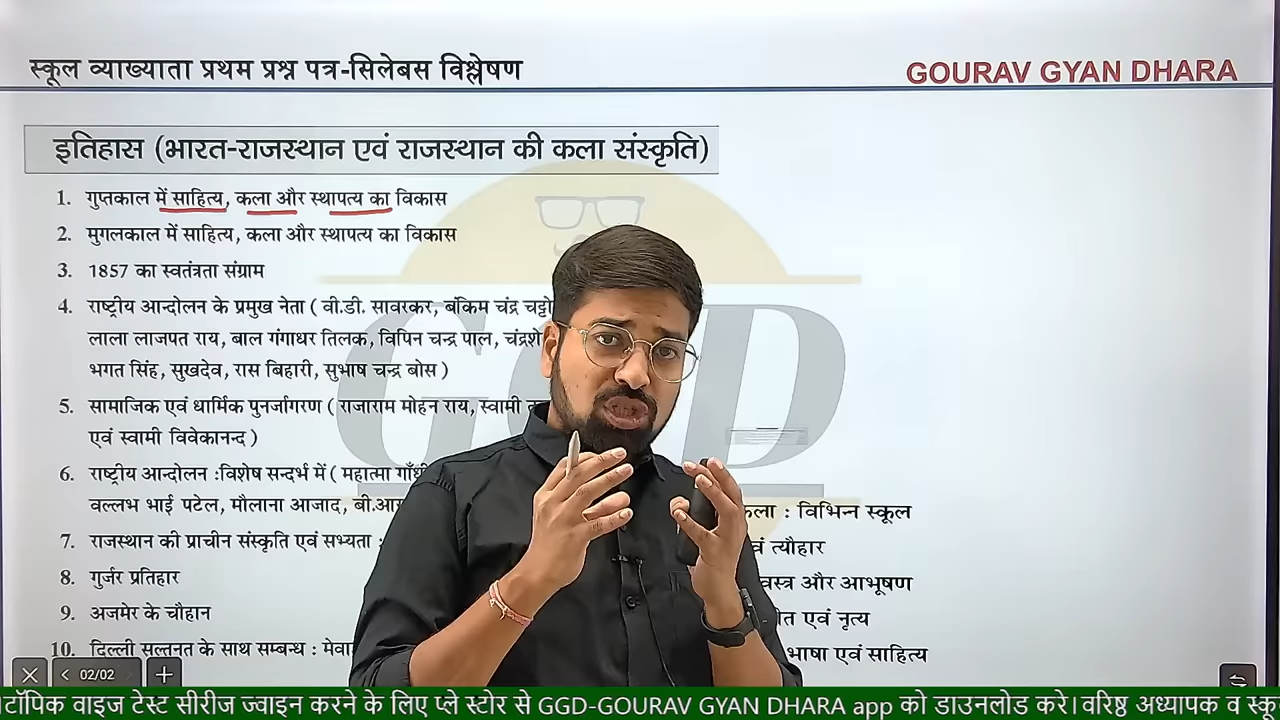 स्कूल व्याख्याता प्रथम प्रश्न पत्र-सिलेबस विश्लेषण
GOURAV GYAN DHARA
इतिहास (भारत-राजस्थान एवं राजस्थान की कला संस्कृति)
1. गुप्तकाल में साहित्य, कला और स्थापत्य का विकास
2. मुगलकाल में साहित्य, कला और स्थापत्य का विकास
3. 1857 का स्वतंत्रता संग्राम
4. राष्ट्रीय आन्दोलन के प्रमुख नेता ( वी.डी. सावरकर, बंकिम चंद्र
लाला लाजपत राय, बाल गंगाधर तिलक, विपिन चन्द्र पाल,
भगत सिंह, सुखदेव, रास बिहारी, सुभाष चन्द्र बोस )
5. सामाजिक एवं धार्मिक पुनर्जागरण ( राजाराम मोहन राय, स्वामी
एवं स्वामी विवेकानन्द )
6. राष्ट्रीय आन्दोलन :विशेष सन्दर्भ में ( महात्मा गाँधी
वल्लभ भाई पटेल, मौलाना आजाद,
7. राजस्थान की प्राचीन संस्कृति एवं सभ्यता :
8. गुर्जर प्रतिहार
9. अजमेर के चौहान
10. दिल्ली सल्तनत के साथ सम्बन्ध :
: विभिन्न स्कूल
त्यौहार
वस्त्र और आभूषण
एवं नृत्य
भाषा एवं साहित्य
02/02
टॉपिक वाइज टेस्ट सीरीज ज्वाइन करने के लिए प्ले स्टोर से GGD-GOURAV GYAN DHARA app को डाउनलोड करे। वरिष्ठ अध्यापक व